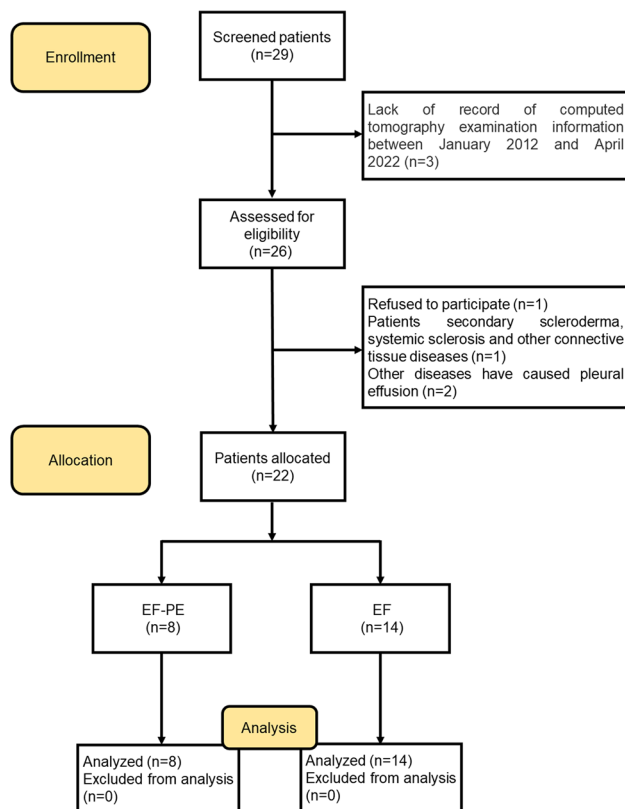 Enrollment
Screened patients
(n=29)
Lack of record of computed
tomography examination information
between January 2012 and April
2022 (n=3)
Assessed for
eligibility
(n=26)
Refused to participate (n=1)
Patients secondary scleroderma,
systemic sclerosis and other connective
tissue diseases (n=1)
Other diseases have caused pleural
effusion (n=2)
Allocation
Patients allocated
(n=22)
EF-PE
(n=8)
EF
(n=14)
Analysis
Analyzed (n=8)
Excluded from analysis
(n=0)
Analyzed (n=14)
Excluded from analysis
(n=0)